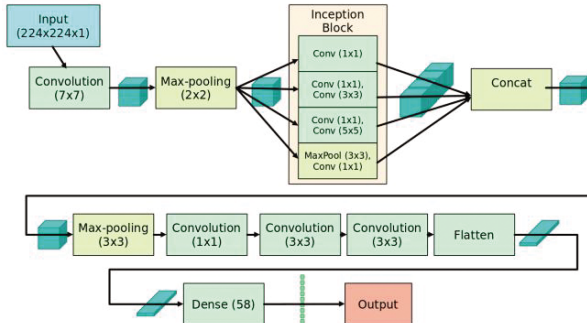 Input
(224x224x1)
Convolution
(7x7)
Max-pooling
(2x2)
Inception
Block
Conv (1x1)
Conv (1x1),
Conv (3x3)
Conv (1x1),
Conv (5x5)
MaxPool (3x3),
Conv (1x1)
Concat
Max-pooling
(3x3)
Convolution
(1x1)
Convolution
(3x3)
Convolution
(3x3)
Flatten
Dense (58)
Output